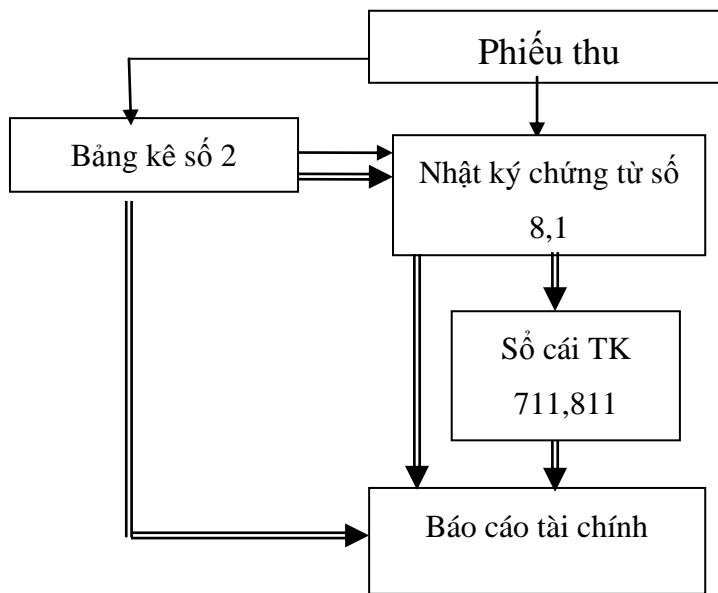 Phiếu thu
Bảng kê số 2
Nhật ký chứng từ số
8,1
Sổ cái TK
711,811
Báo cáo tài chính